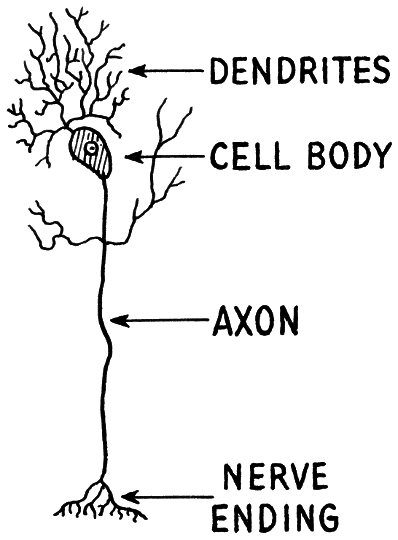 DENDRITES
CELL BODY
AXON
NERVE
ENDING